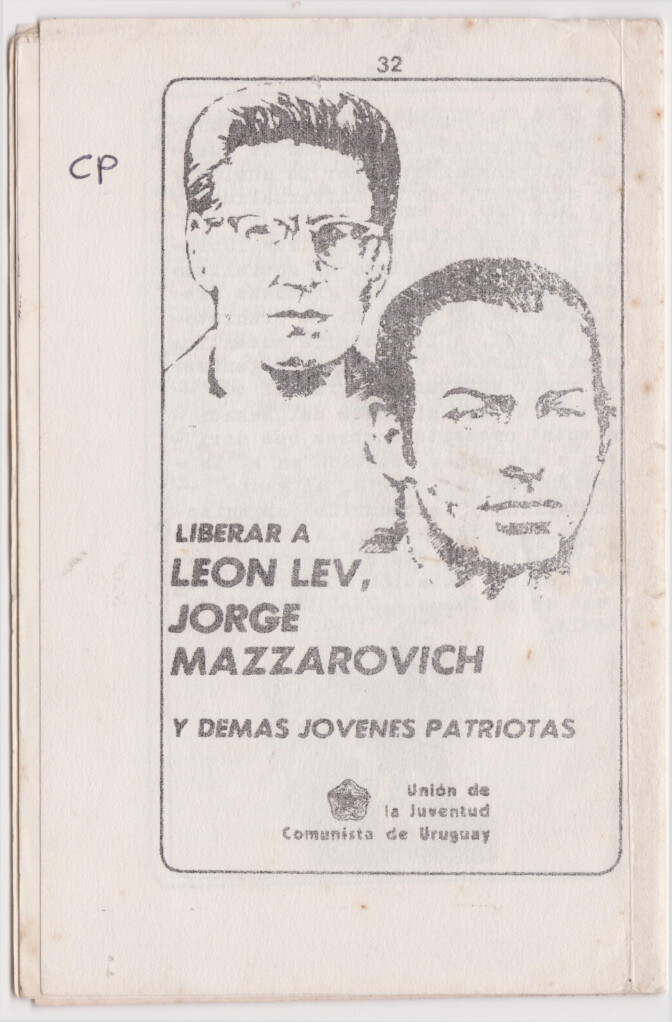 32
CP
LIBERAR A
LEON LEV,
JORGE
MAZZAROVICH
Y DEMAS JOVENES PATRIOTAS
Unión de
la Juventud
Comunista de Uruguay